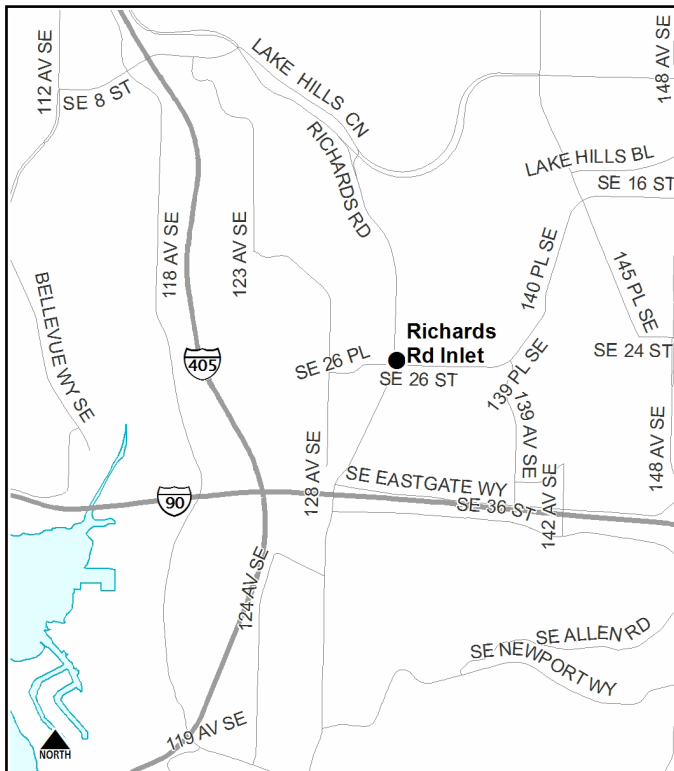 112 AV SE
SE 8 ST
LAKE HILLS CN
148 AV SE
RICHARDS RD
LAKE HILLS BL
SE 16 ST
118 AV SE
123 AV SE
140 PL SE
145 PL SE
BELLEVUE WY SE
Richards
Rd Inlet
405
SE 26 PL
SE 26 ST
SE 24 ST
139 PL SE
139 AV SE
128 AV SE
SE EASTGATE WY
148 AV SE
90
SE 36 ST
142 AV SE
124 AV SE
SE ALLEN RD
SE NEWPORT WY
119 AV SE
NORTH